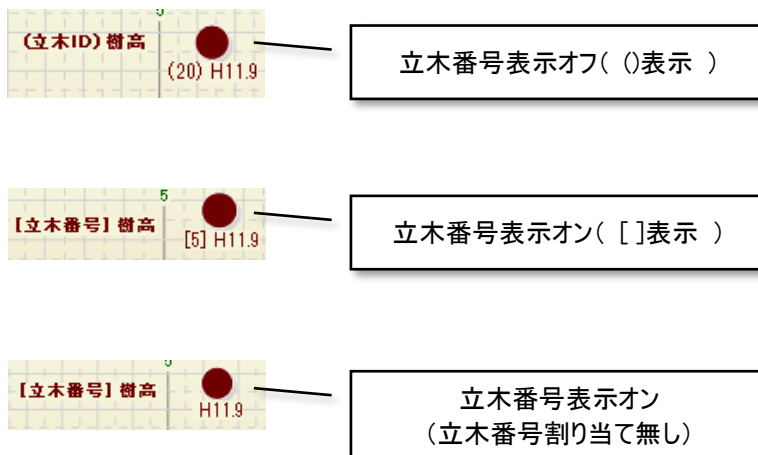 5
(立木ID) 樹高
(20) H11.9
立木番号表示オフ( ()表示 )
5
[立木番号] 樹高
[5] H11.9
立木番号表示オン( [ ]表示 )
5
[立木番号] 樹高
H11.9
立木番号表示オン
(立木番号割り当て無し)